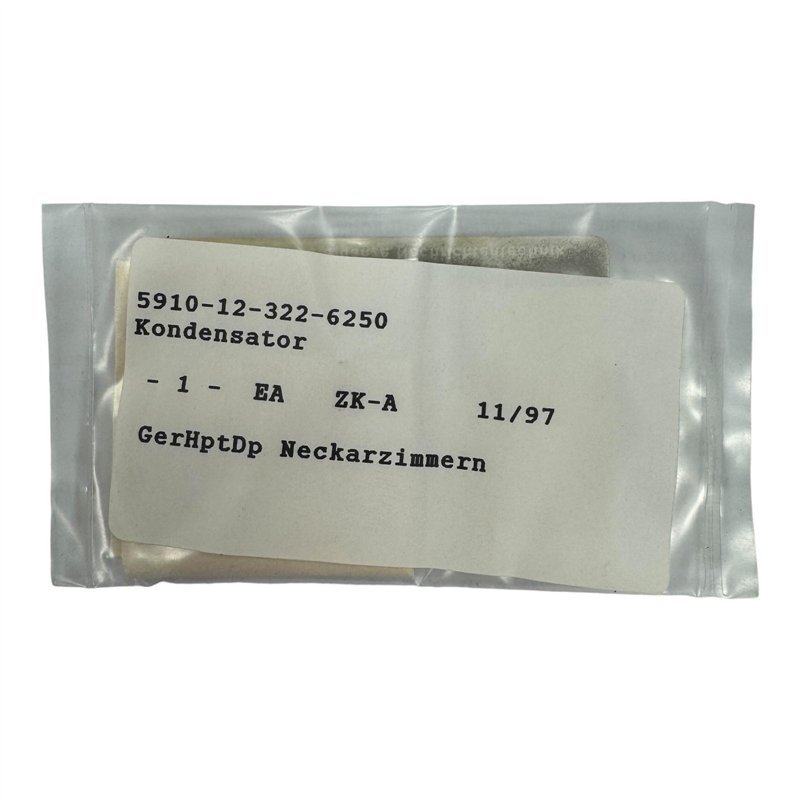 5910-12-322-6250
Kondensator
- 1 - EA ZK-A 11/97
GerHptDp Neckarzimmern